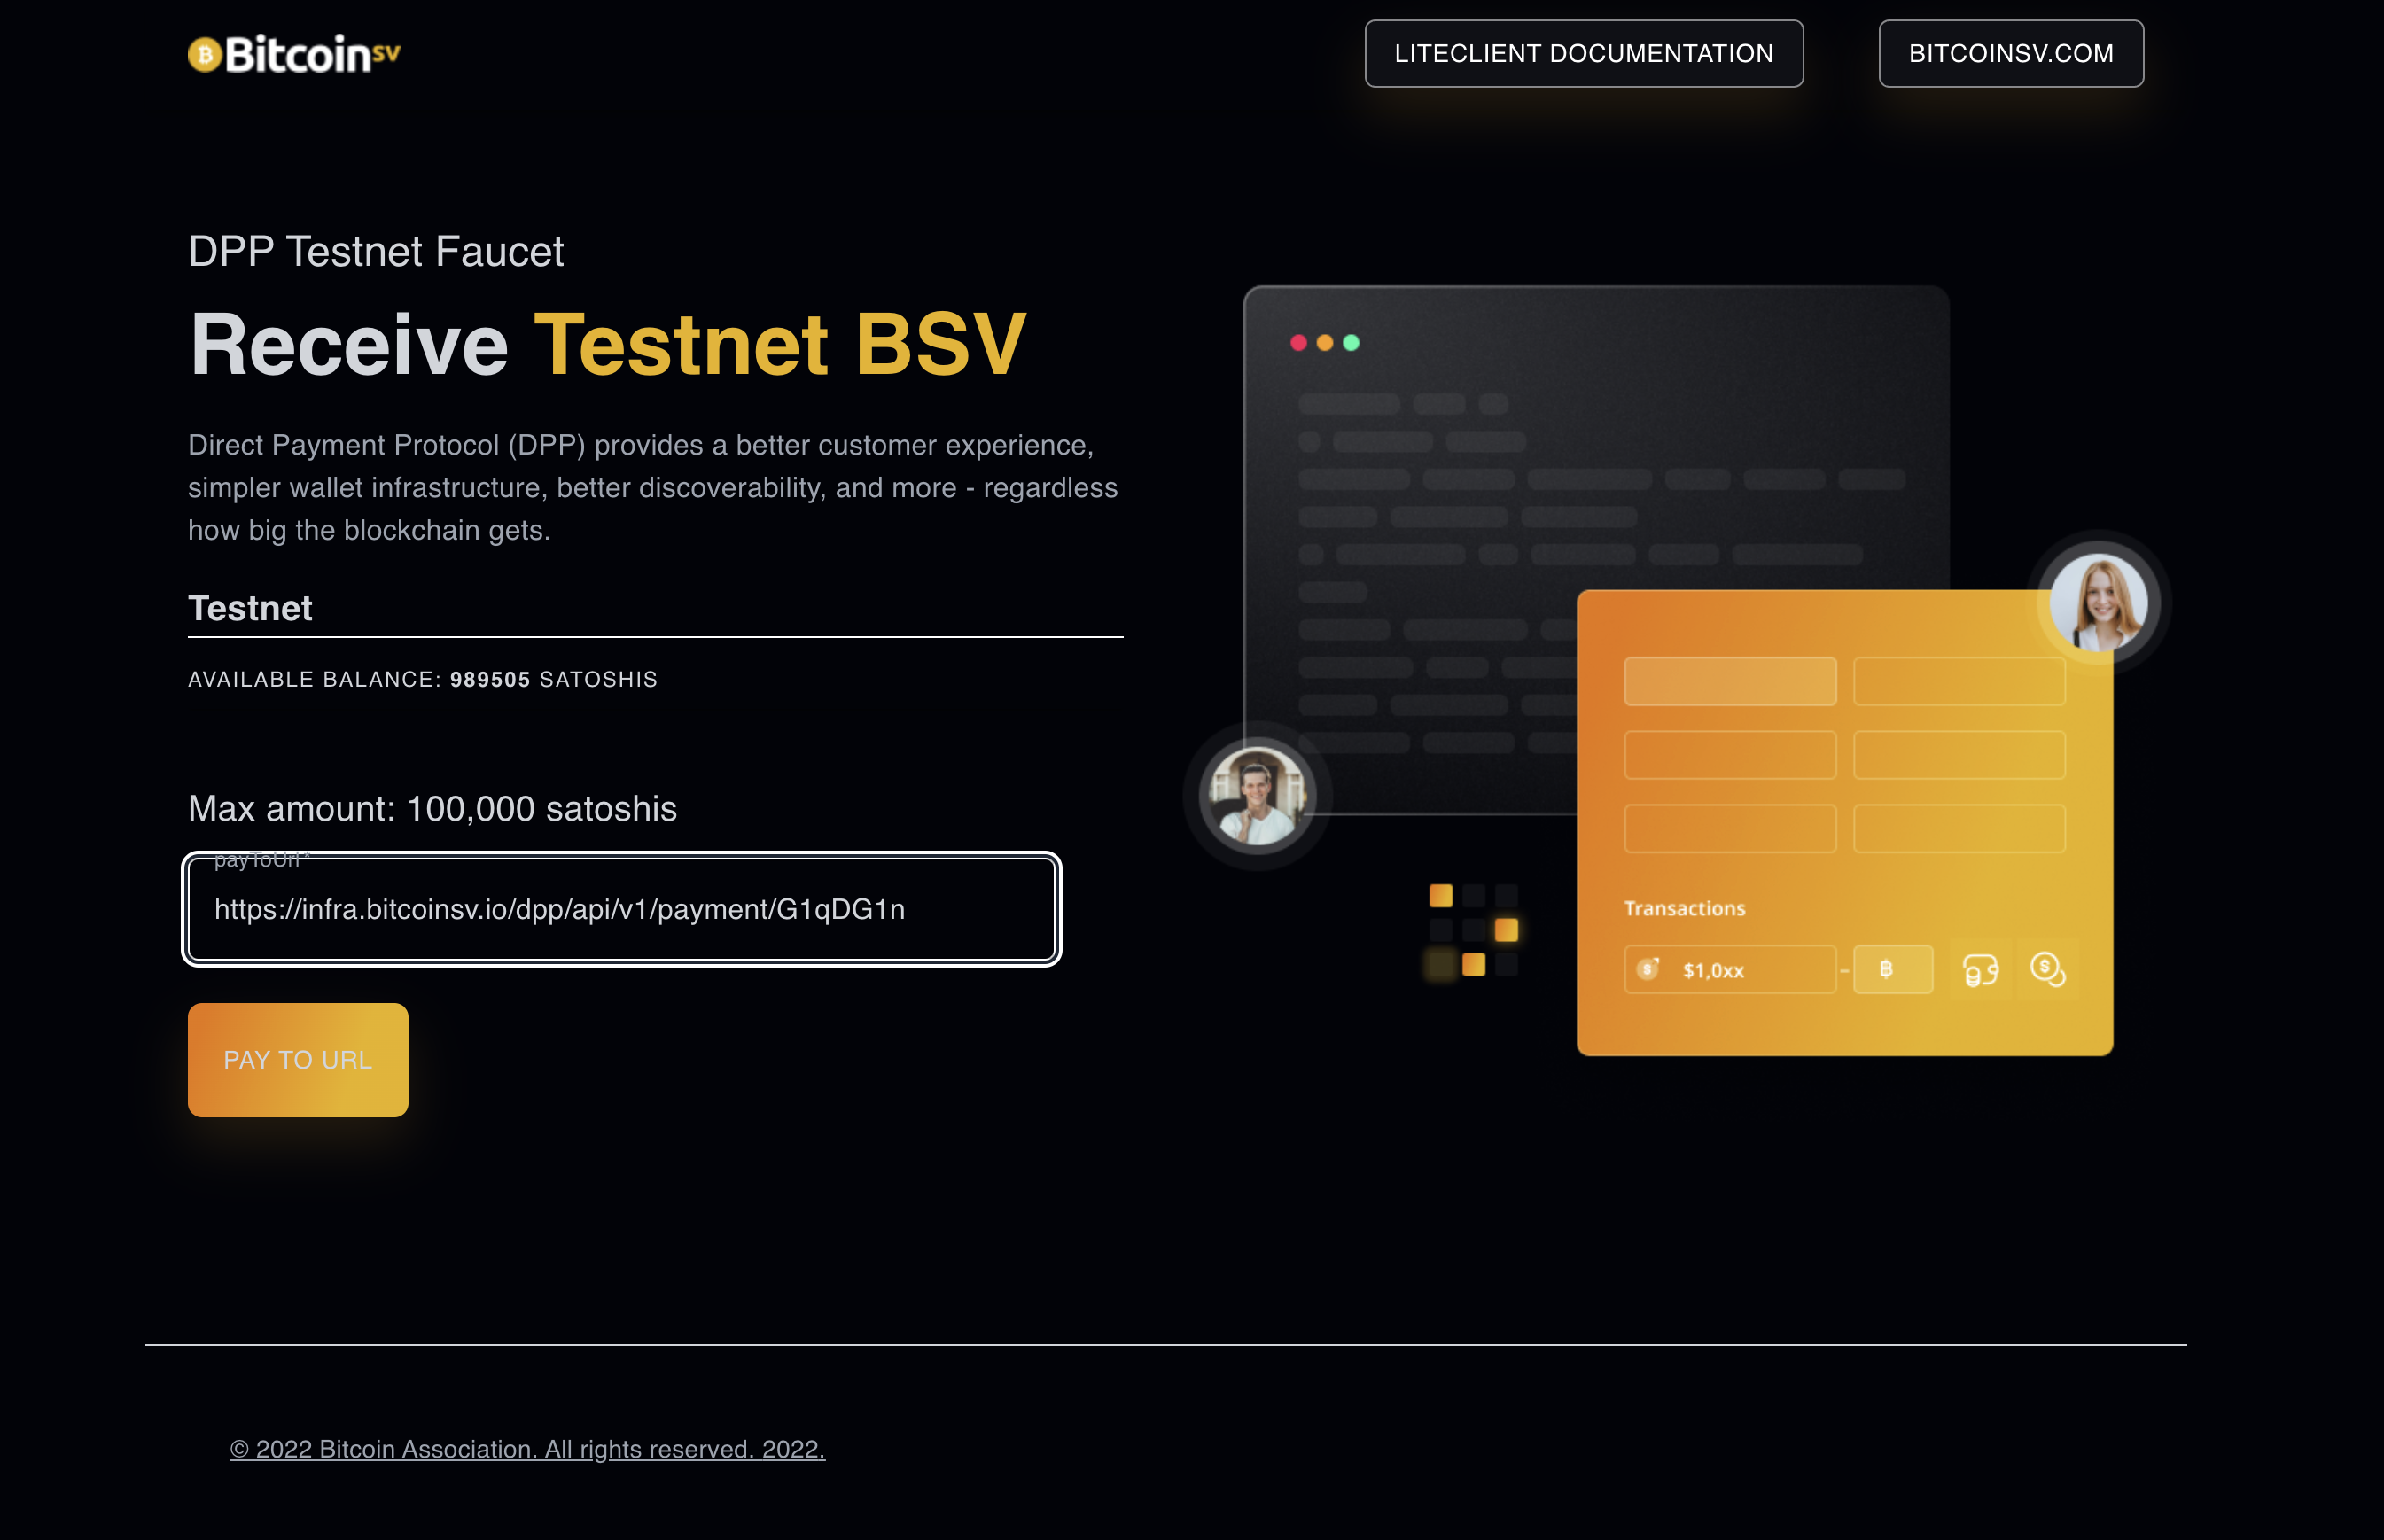 Bitcoin SV
LITECLIENT DOCUMENTATION
BITCOINSV.COM
DPP Testnet Faucet
Receive Testnet BSV
Direct Payment Protocol (DPP) provides a better customer experience,
simpler wallet infrastructure, better discoverability, and more - regardless
how big the blockchain gets.
Testnet
AVAILABLE BALANCE: 989505 SATOSHIS
Max amount: 100,000 satoshis
payToUrl *
https://infra.bitcoinsv.io/dpp/api/v1/payment/G1qDG1n
PAY TO URL
Transactions
$1,0xx
© 2022 Bitcoin Association. All rights reserved. 2022.